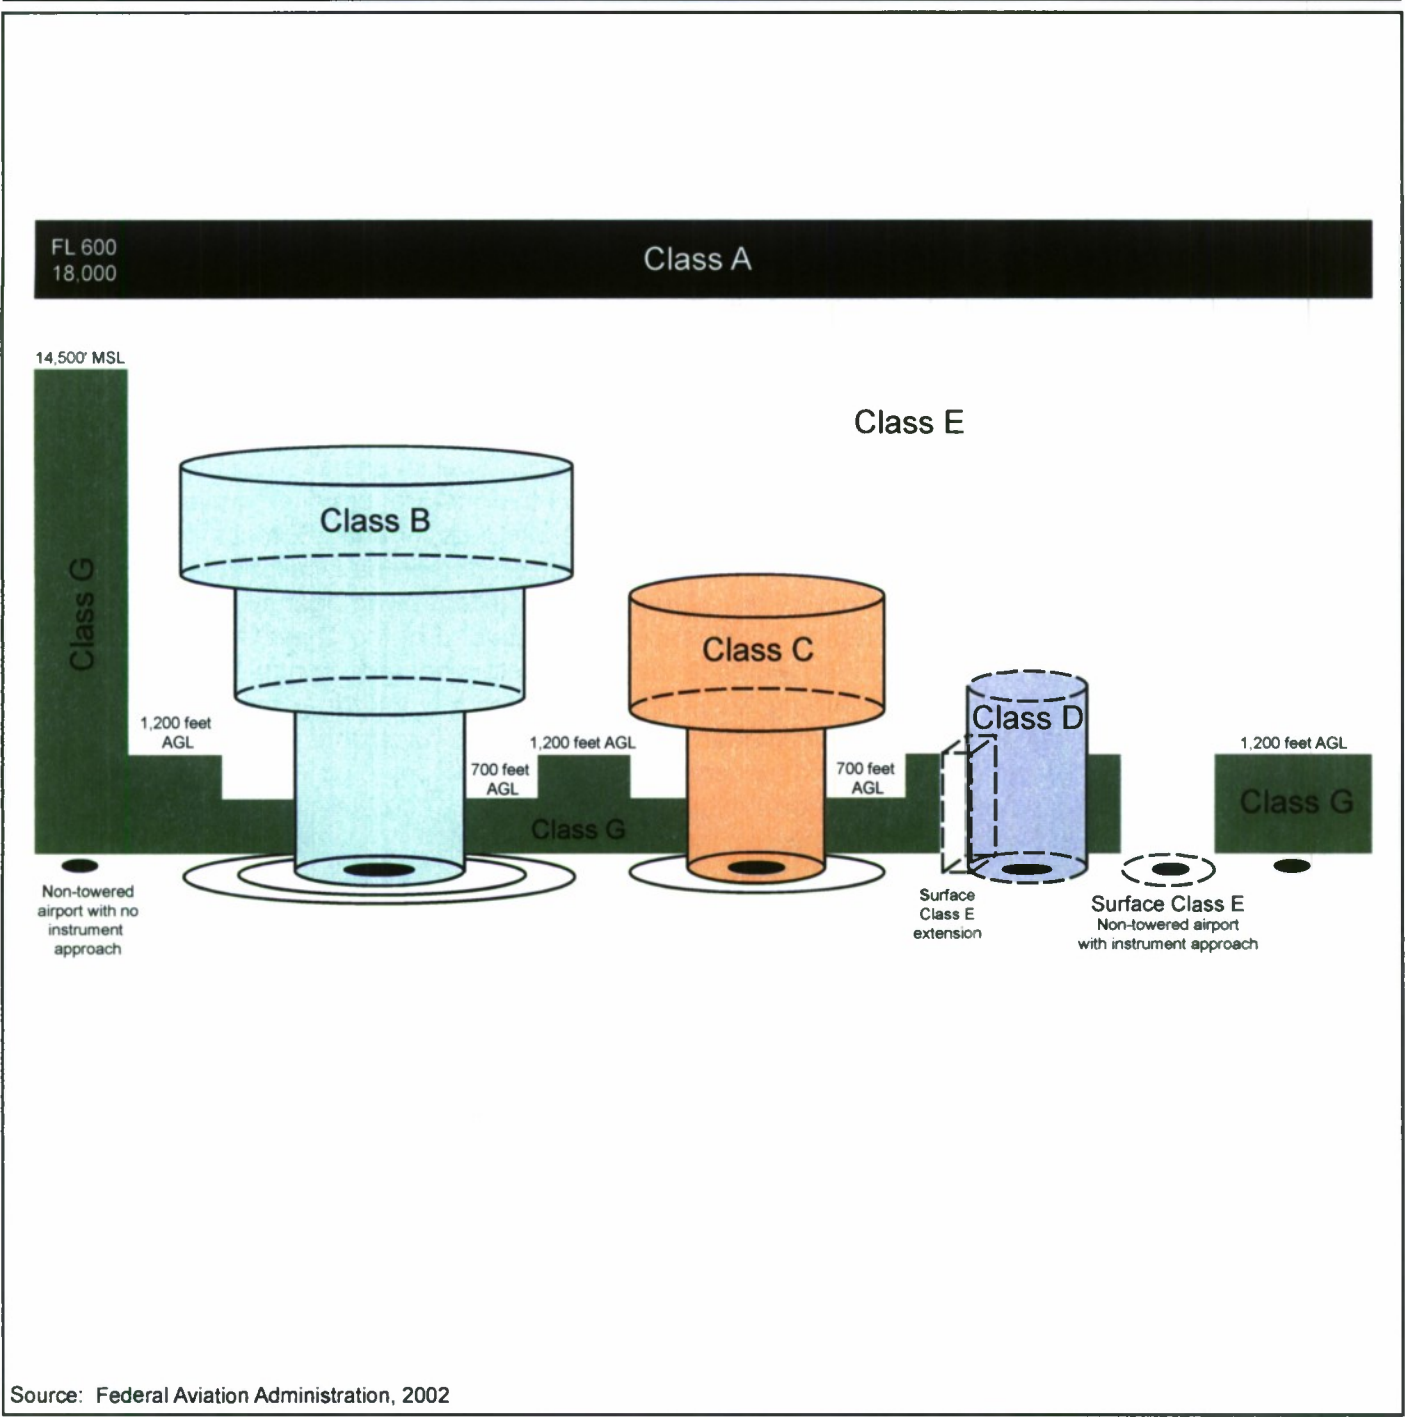 FL 600
18,000
Class A
14,500' MSL
Class E
Class B
Class G
Class C
Class D
1,200 feet
AGL
1,200 feet AGL
700 feet
AGL
700 feet
AGL
1,200 feet AGL
Class G
Class G
Non-towered
airport with no
instrument
approach
Surface
Class E
extension
Surface Class E
Non-towered airport
with instrument approach
Source: Federal Aviation Administration, 2002